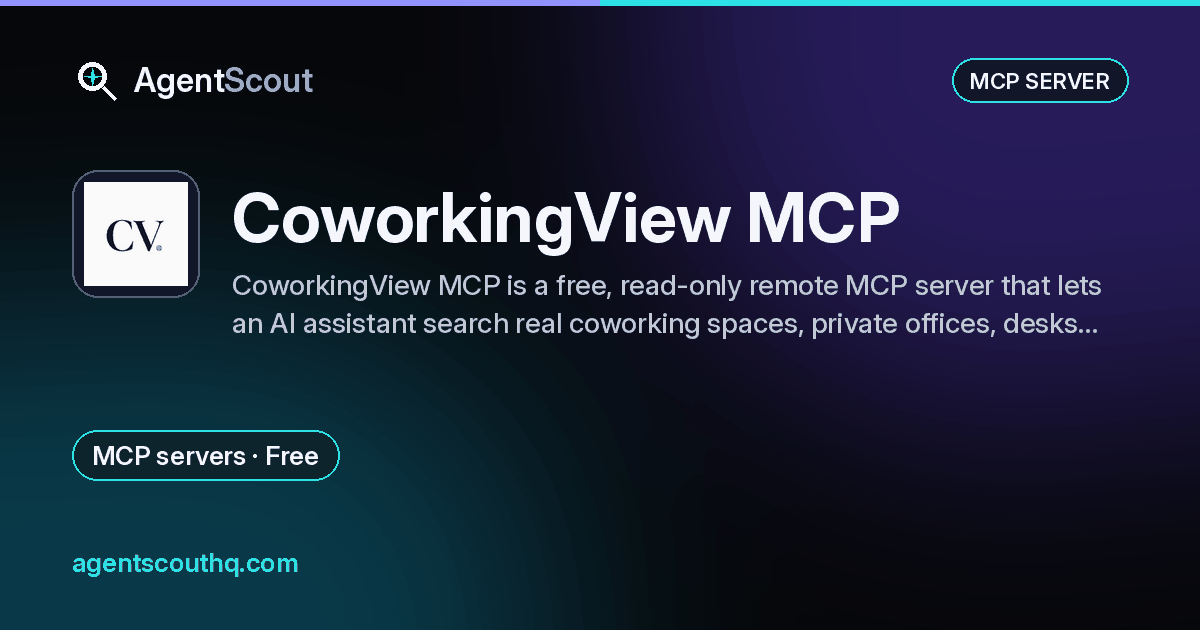 AgentScout
MCP SERVER
CV.
CoworkingView MCP
CoworkingView MCP is a free, read-only remote MCP server that lets
an AI assistant search real coworking spaces, private offices, desks...
MCP servers · Free
agentscouthq.com